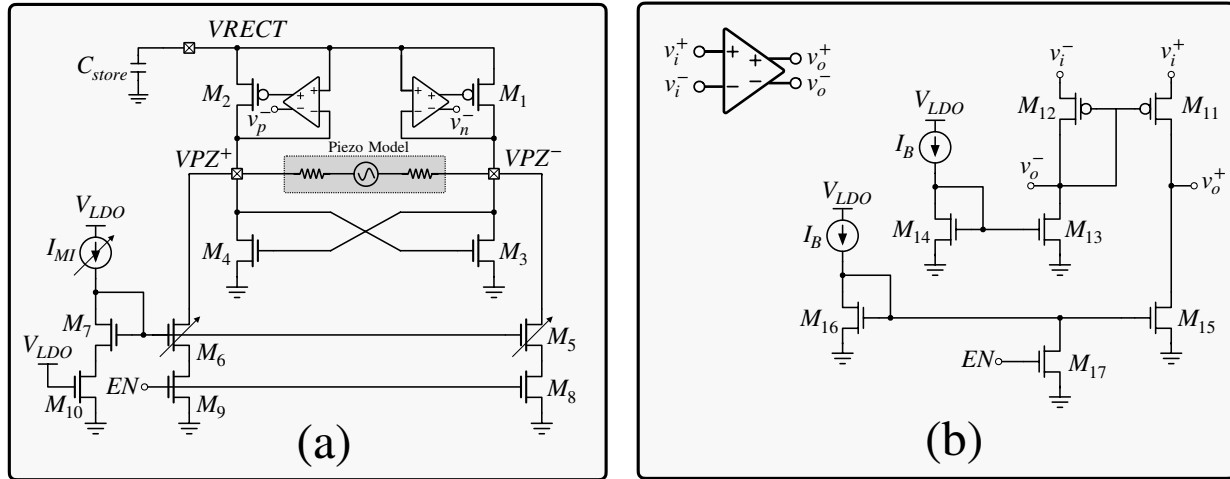 VRECT
C_store
M_2
+
−
v_p^−
+
−
v_n^−
M_1
+
−
+
−
VPZ^+
Piezo Model
VPZ^−
V_LDO
I_MI
M_4
M_3
M_7
V_LDO
M_6
M_5
M_10
EN
M_9
M_8
(a)
v_i^+
+
+
v_o^+
v_i^−
−
−
v_o^−
v_i^−
v_i^+
M_12
M_11
V_LDO
I_B
v_o^−
v_o^+
V_LDO
I_B
M_14
M_13
M_16
M_15
EN
M_17
(b)